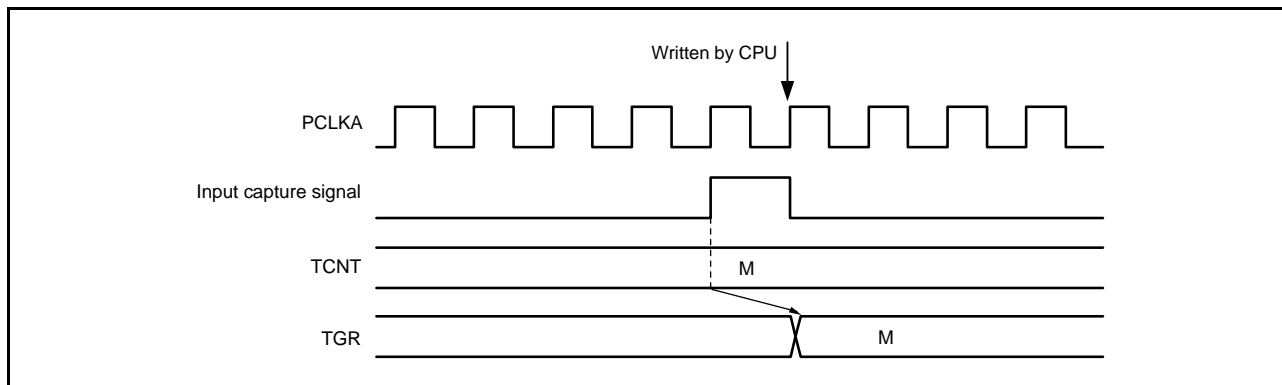 Written by CPU
PCLKA
Input capture signal
TCNT
M
TGR
M